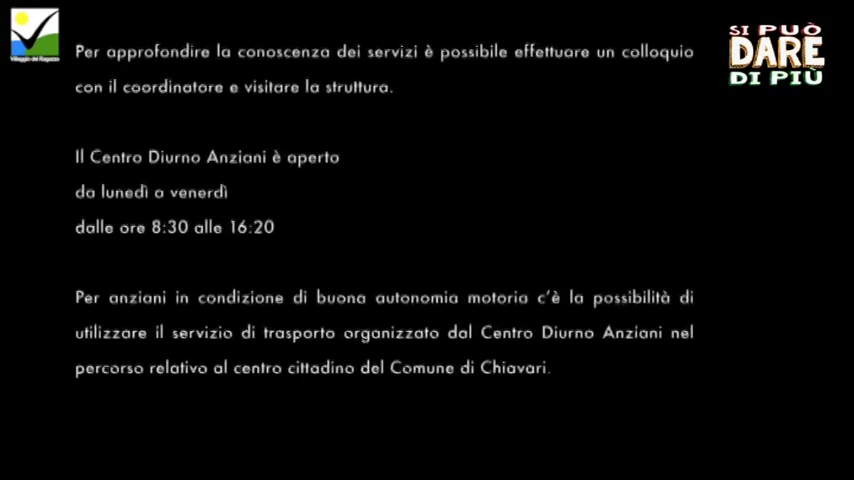 Villaggio del Ragazzo
SI PUÒ
DARE
DI PIÙ
Per approfondire la conoscenza dei servizi è possibile effettuare un colloquio
con il coordinatore e visitare la struttura.
Il Centro Diurno Anziani è aperto
da lunedì a venerdì
dalle ore 8:30 alle 16:20
Per anziani in condizione di buona autonomia motoria c'è la possibilità di
utilizzare il servizio di trasporto organizzato dal Centro Diurno Anziani nel
percorso relativo al centro cittadino del Comune di Chiavari.